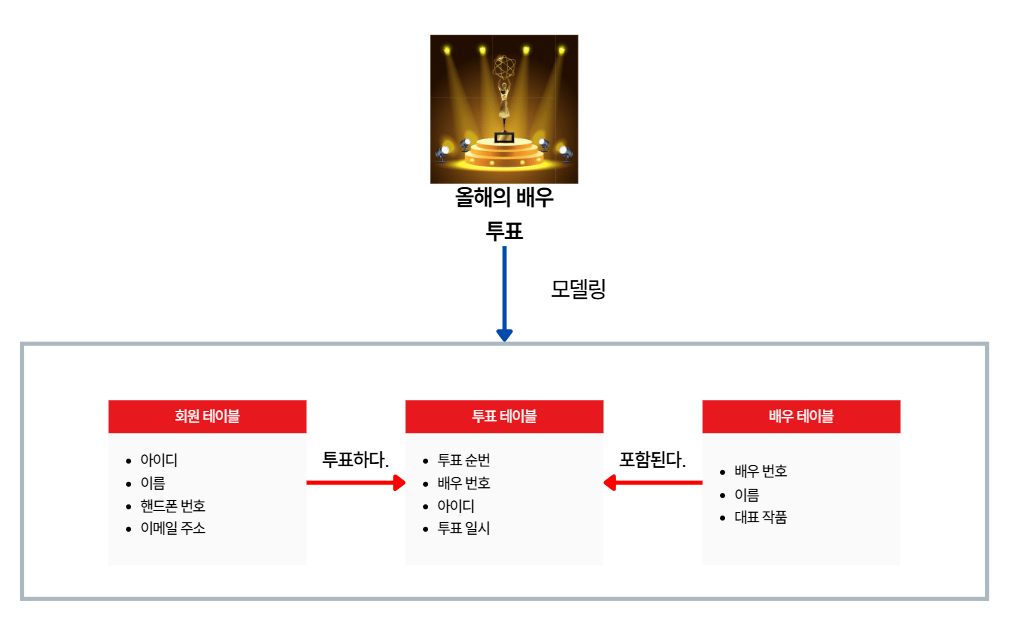 올해의 배우
투표
모델링
회원 테이블
아이디
이름
핸드폰 번호
이메일 주소
투표하다.
투표 테이블
투표 순번
배우 번호
아이디
투표 일시
포함된다.
배우 테이블
배우 번호
이름
대표 작품